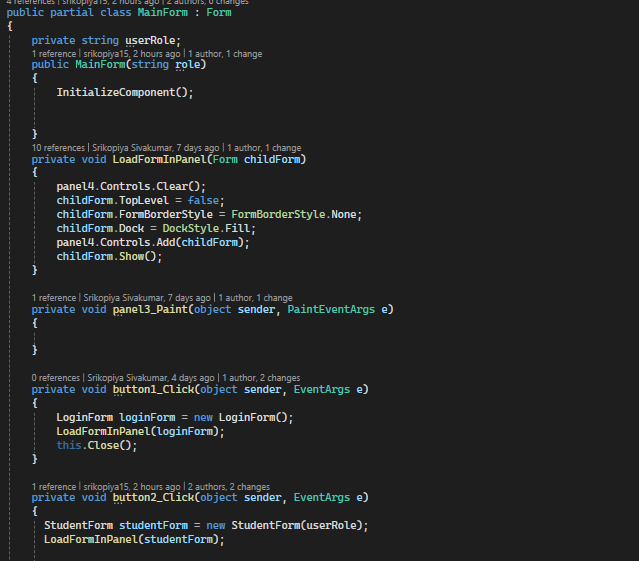 4 references | srikopiya15, 2 hours ago | 2 authors, 6 changes
public partial class MainForm : Form
{
private string userRole;
1 reference | srikopiya15, 2 hours ago | 1 author, 1 change
public MainForm(string role)
{
InitializeComponent();
}
10 references | Srikopiya Sivakumar, 7 days ago | 1 author, 1 change
private void LoadFormInPanel(Form childForm)
{
panel4.Controls.Clear();
childForm.TopLevel = false;
childForm.FormBorderStyle = FormBorderStyle.None;
childForm.Dock = DockStyle.Fill;
panel4.Controls.Add(childForm);
childForm.Show();
}
1 reference | Srikopiya Sivakumar, 7 days ago | 1 author, 1 change
private void panel3_Paint(object sender, PaintEventArgs e)
{
}
0 references | Srikopiya Sivakumar, 4 days ago | 1 author, 2 changes
private void button1_Click(object sender, EventArgs e)
{
LoginForm loginForm = new LoginForm();
LoadFormInPanel(loginForm);
this.Close();
}
1 reference | srikopiya15, 2 hours ago | 2 authors, 2 changes
private void button2_Click(object sender, EventArgs e)
{
StudentForm studentForm = new StudentForm(userRole);
LoadFormInPanel(studentForm);